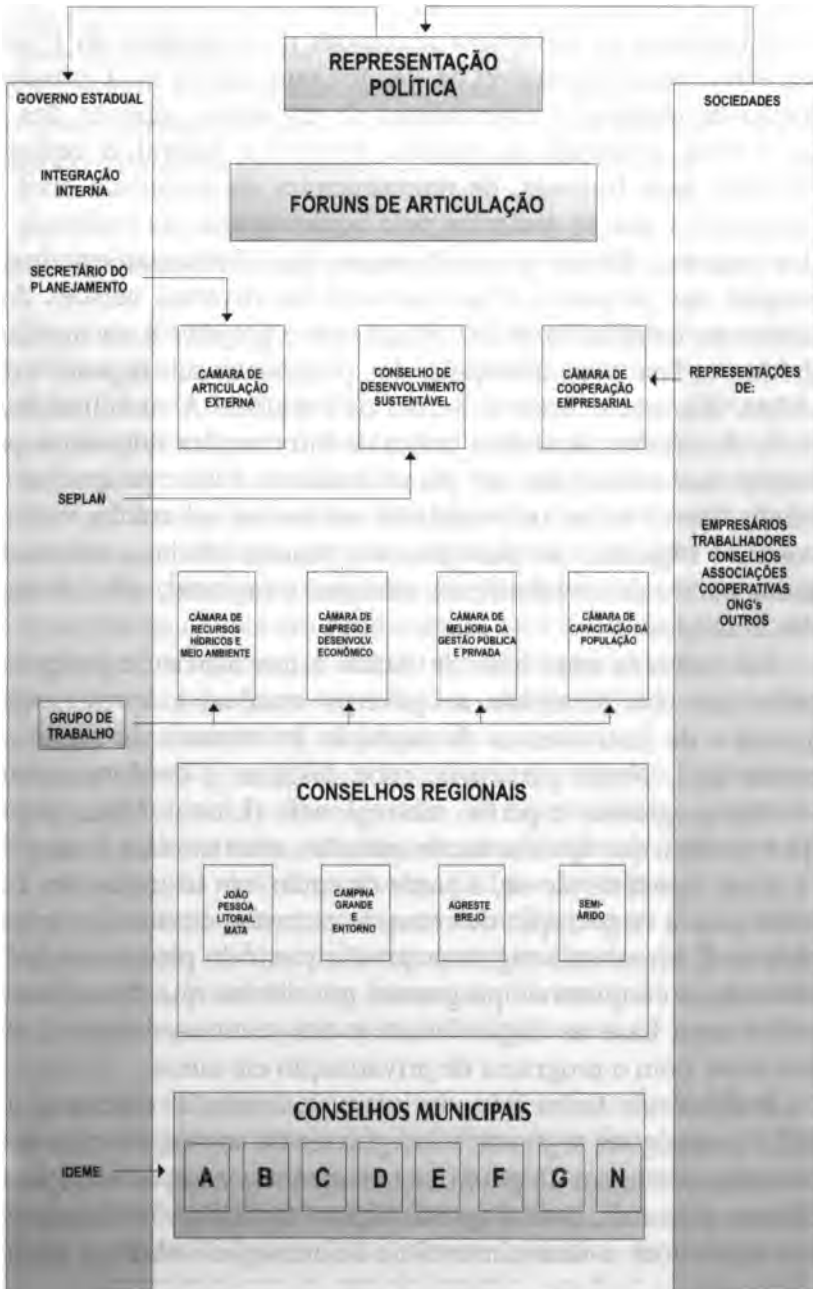 REPRESENTAÇÃO
POLÍTICA
GOVERNO ESTADUAL
SOCIEDADES
INTEGRAÇÃO
INTERNA
FÓRUNS DE ARTICULAÇÃO
SECRETÁRIO DO
PLANEJAMENTO
CÂMARA DE
ARTICULAÇÃO
EXTERNA
CONSELHO DE
DESENVOLVIMENTO
SUSTENTÁVEL
CÂMARA DE
COOPERAÇÃO
EMPRESARIAL
REPRESENTAÇÕES
DE:
SEPLAN
EMPRESÁRIOS
TRABALHADORES
CONSELHOS
ASSOCIAÇÕES
COOPERATIVAS
ONG's
OUTROS
CÂMARA DE
RECURSOS
HÍDRICOS E
MEIO AMBIENTE
CÂMARA DE
EMPREGO E
DESENVOLV.
ECONÔMICO
CÂMARA DE
MELHORIA DA
GESTÃO PÚBLICA
E PRIVADA
CÂMARA DE
CAPACITAÇÃO DA
POPULAÇÃO
GRUPO DE
TRABALHO
CONSELHOS REGIONAIS
JOÃO
PESSOA
LITORAL
MATA
CAMPINA
GRANDE
E
ENTORNO
AGRESTE
BREJO
SEMI-
ÁRIDO
CONSELHOS MUNICIPAIS
IDEME
A B C D E F G N